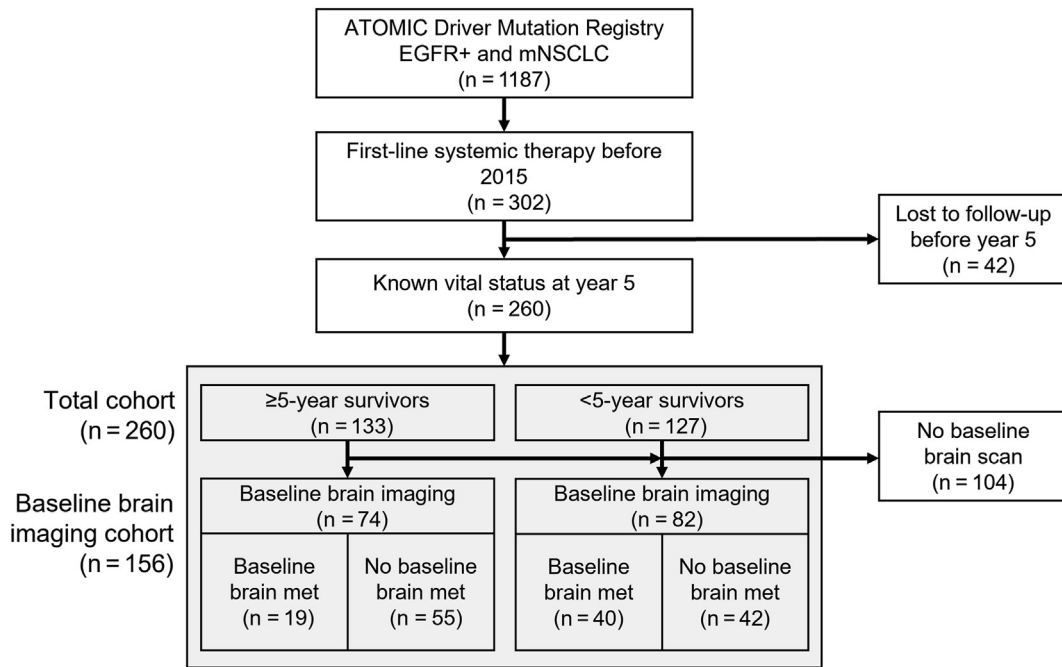 ATOMIC Driver Mutation Registry
EGFR+ and mNSCLC
(n = 1187)
First-line systemic therapy before
2015
(n = 302)
Lost to follow-up
before year 5
(n = 42)
Known vital status at year 5
(n = 260)
Total cohort
(n = 260)
≥5-year survivors
(n = 133)
<5-year survivors
(n = 127)
No baseline
brain scan
(n = 104)
Baseline brain
imaging cohort
(n = 156)
Baseline brain imaging
(n = 74)
Baseline brain imaging
(n = 82)
Baseline
brain met
(n = 19)
No baseline
brain met
(n = 55)
Baseline
brain met
(n = 40)
No baseline
brain met
(n = 42)